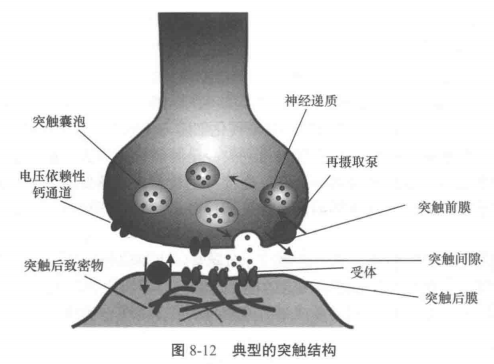 神经递质
突触囊泡
再摄取泵
电压依赖性
钙通道
突触前膜
突触间隙
突触后致密物
受体
突触后膜
图 8-12 典型的突触结构